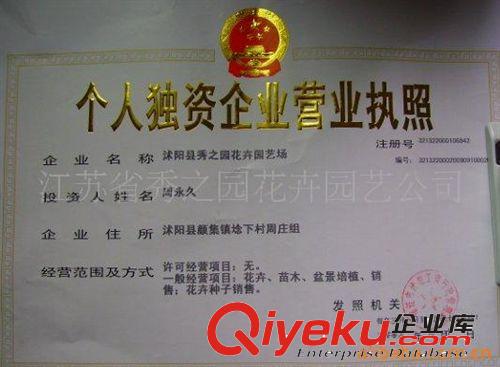 个人独资企业营业执照
注册号 321322000106842
编号:
企业名称 沭阳县秀之园花卉园艺场
江苏省秀之园花卉园艺公司
投资人姓名 周永久
企业住所 沭阳县颜集镇埝下村周庄组
经营范围及方式 许可经营项目:无。
一般经营项目:花卉、苗木、盆景培植、销
售;花卉种子销售。
发照机关
Qiyeku.com 企业库
Enterprise Database